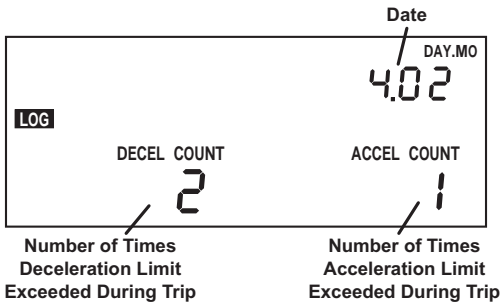 Date
DAY.MO
4.02
LOG
DECEL COUNT ACCEL COUNT
2 1
Number of Times
Deceleration Limit
Exceeded During Trip
Number of Times
Acceleration Limit
Exceeded During Trip